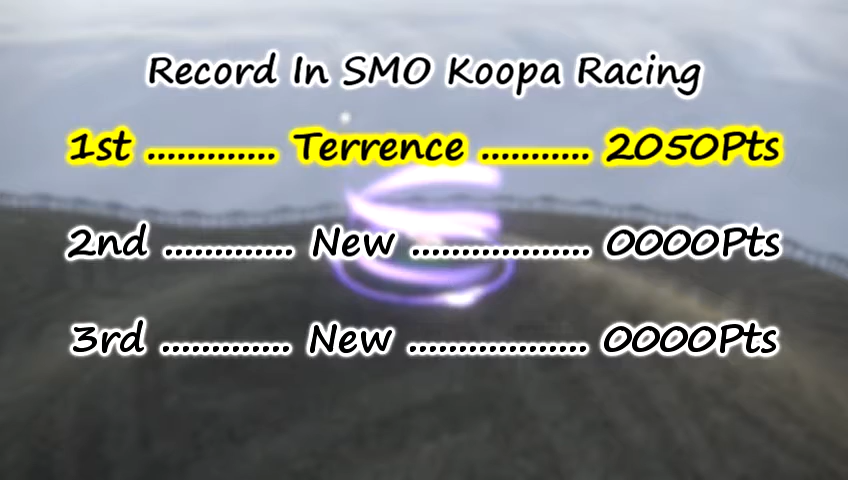 Record In SMO Koopa Racing
1st ............. Terrence ........... 2050Pts
2nd ............. New .................. 0000Pts
3rd ............. New .................. 0000Pts